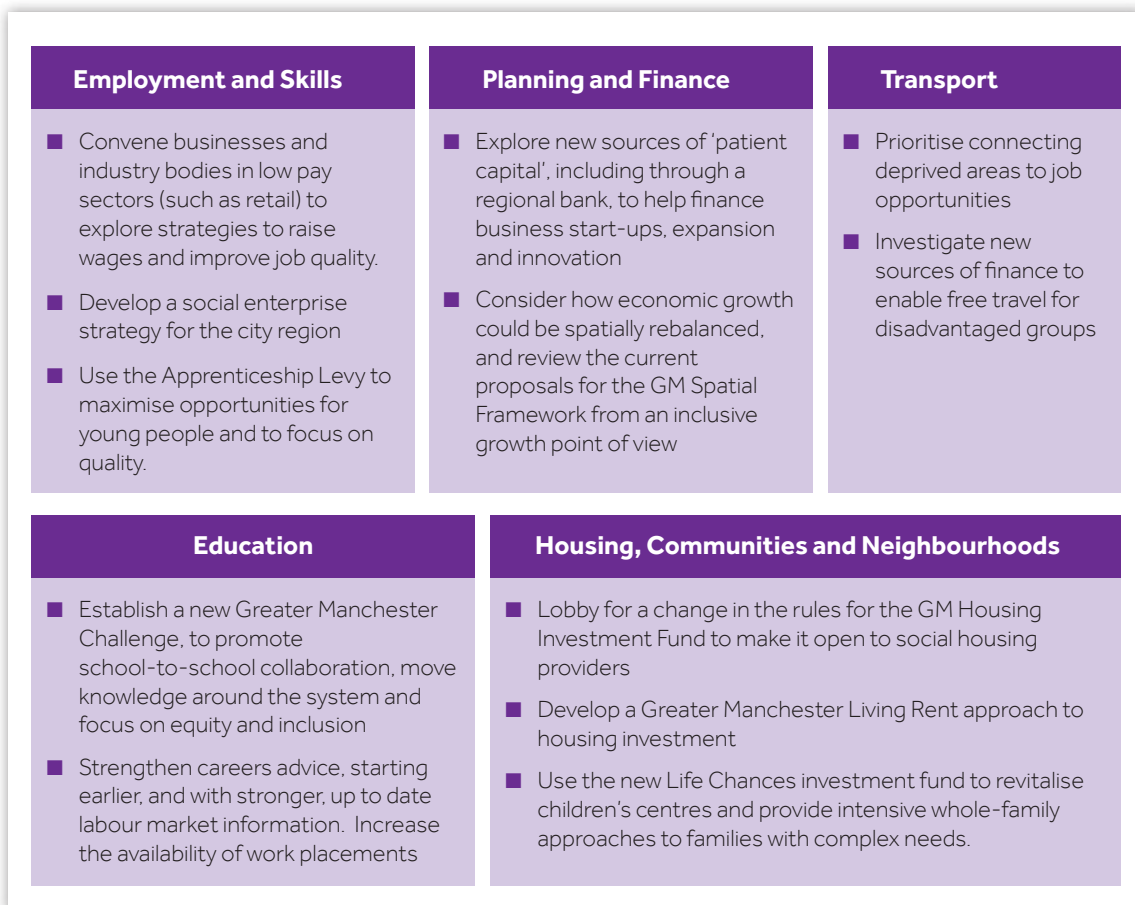 Employment and Skills
■ Convene businesses and
industry bodies in low pay
sectors (such as retail) to
explore strategies to raise
wages and improve job quality.
■ Develop a social enterprise
strategy for the city region
■ Use the Apprenticeship Levy to
maximise opportunities for
young people and to focus on
quality.
Planning and Finance
■ Explore new sources of ‘patient
capital’, including through a
regional bank, to help finance
business start-ups, expansion
and innovation
■ Consider how economic growth
could be spatially rebalanced,
and review the current
proposals for the GM Spatial
Framework from an inclusive
growth point of view
Transport
■ Prioritise connecting
deprived areas to job
opportunities
■ Investigate new
sources of finance to
enable free travel for
disadvantaged groups
Education
■ Establish a new Greater Manchester
Challenge, to promote
school-to-school collaboration, move
knowledge around the system and
focus on equity and inclusion
■ Strengthen careers advice, starting
earlier, and with stronger, up to date
labour market information. Increase
the availability of work placements
Housing, Communities and Neighbourhoods
■ Lobby for a change in the rules for the GM Housing
Investment Fund to make it open to social housing
providers
■ Develop a Greater Manchester Living Rent approach to
housing investment
■ Use the new Life Chances investment fund to revitalise
children’s centres and provide intensive whole-family
approaches to families with complex needs.